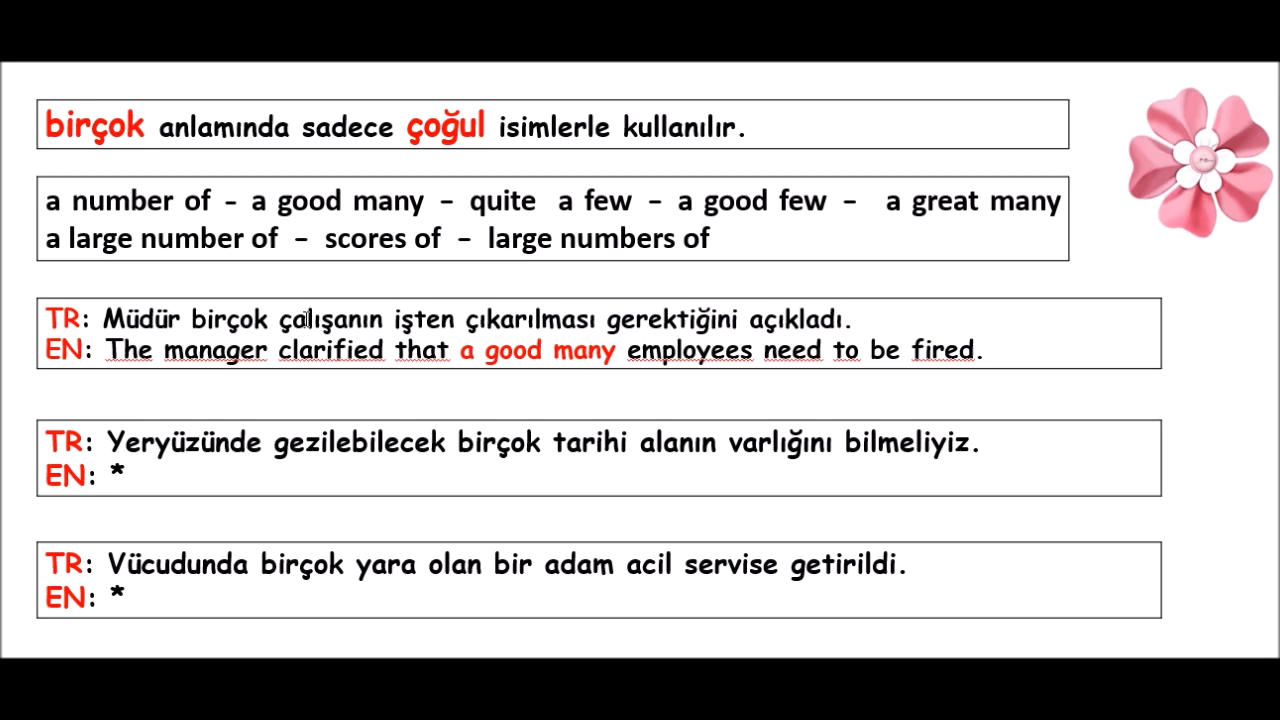 birçok anlamında sadece çoğul isimlerle kullanılır.
a number of - a good many – quite a few – a good few – a great many
a large number of – scores of – large numbers of
TR: Müdür birçok çalışanın işten çıkarılması gerektiğini açıkladı.
EN: The manager clarified that a good many employees need to be fired.
TR: Yeryüzünde gezilebilecek birçok tarihi alanın varlığını bilmeliyiz.
EN: *
TR: Vücudunda birçok yara olan bir adam acil servise getirildi.
EN: *